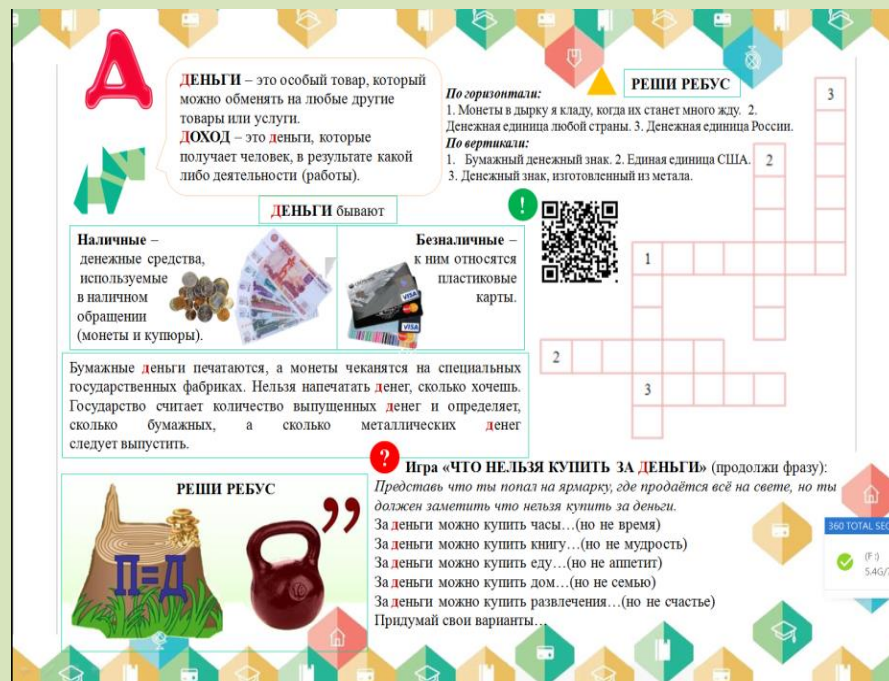 Д
ДЕНЬГИ – это особый товар, который
можно обменять на любые другие
товары или услуги.
ДОХОД – это деньги, которые
получает человек, в результате какой
либо деятельности (работы).
РЕШИ РЕБУС
По горизонтали:
1. Монеты в дырку я кладу, когда их станет много жду. 2.
Денежная единица любой страны. 3. Денежная единица России.
По вертикали:
1. Бумажный денежный знак. 2. Единая единица США.
3. Денежный знак, изготовленный из метала.
3
2
1
2
3
!
ДЕНЬГИ бывают
Наличные –
денежные средства,
используемые
в наличном
обращении
(монеты и купюры).
Безналичные –
к ним относятся
пластиковые
карты.
VISA
VISA
Бумажные деньги печатаются, а монеты чеканятся на специальных
государственных фабриках. Нельзя напечатать денег, сколько хочешь.
Государство считает количество выпущенных денег и определяет,
сколько бумажных, а сколько металлических денег
следует выпустить.
РЕШИ РЕБУС
П=Д
,,
?
Игра «ЧТО НЕЛЬЗЯ КУПИТЬ ЗА ДЕНЬГИ» (продолжи фразу):
Представь что ты попал на ярмарку, где продаётся всё на свете, но ты
должен заметить что нельзя купить за деньги.
За деньги можно купить часы…(но не время)
За деньги можно купить книгу…(но не мудрость)
За деньги можно купить еду…(но не аппетит)
За деньги можно купить дом…(но не семью)
За деньги можно купить развлечения…(но не счастье)
Придумай свои варианты…
360 TOTAL SEC
(F:)
5.4G/